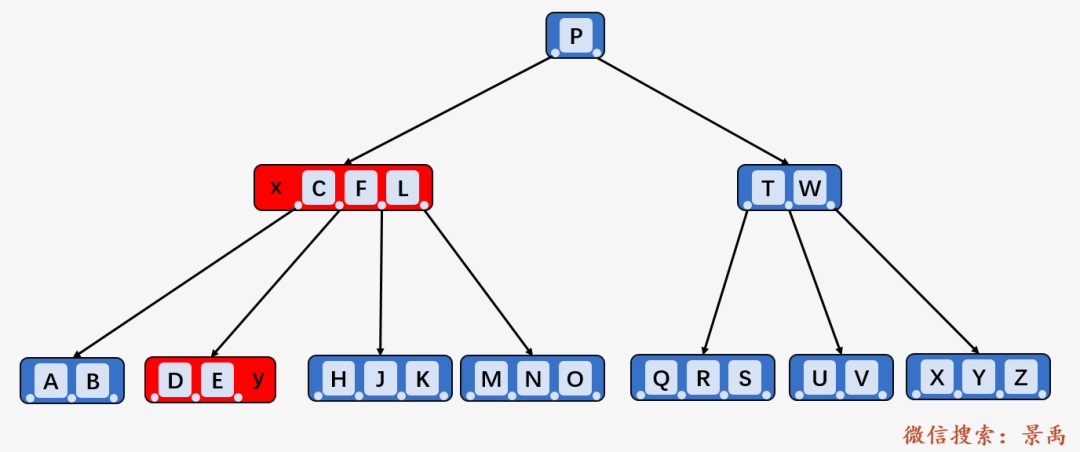 P
x C F L
T W
A B
D E y
H J K
M N O
Q R S
U V
X Y Z
微信搜索：景禹